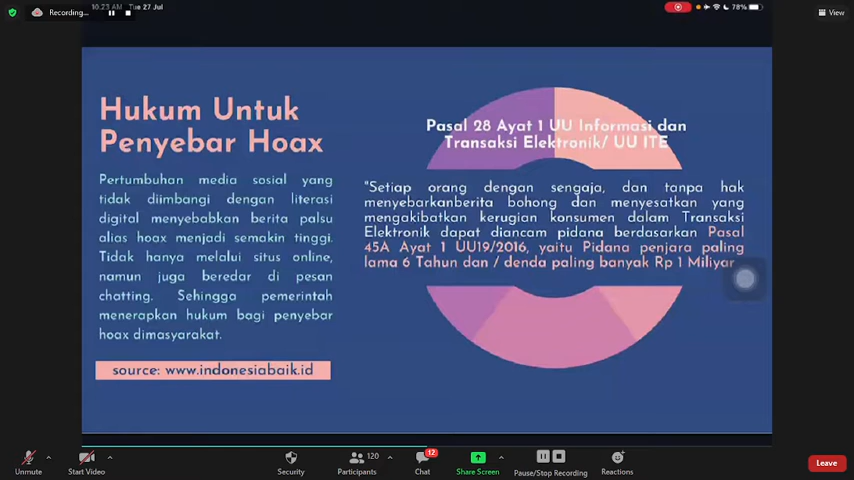 10.23 AM Tue 27 Jul
Recording...
78%
View
Hukum Untuk
Penyebar Hoax
Pertumbuhan media sosial yang
tidak diimbangi dengan literasi
digital menyebabkan berita palsu
alias hoax menjadi semakin tinggi.
Tidak hanya melalui situs online,
namun juga beredar di pesan
chatting. Sehingga pemerintah
menerapkan hukum bagi penyebar
hoax dimasyarakat.
source: www.indonesiabaik.id
Pasal 28 Ayat 1 UU Informasi dan
Transaksi Elektronik/ UU ITE
"Setiap orang dengan sengaja, dan tanpa hak
menyebarkanberita bohong dan menyesatkan yang
mengakibatkan kerugian konsumen dalam Transaksi
Elektronik dapat diancam pidana berdasarkan Pasal
45A Ayat 1 UU19/2016, yaitu Pidana penjara paling
lama 6 Tahun dan / denda paling banyak Rp 1 Miliyar
Unmute
Start Video
Security
120
Participants
12
Chat
Share Screen
Pause/Stop Recording
Reactions
Leave